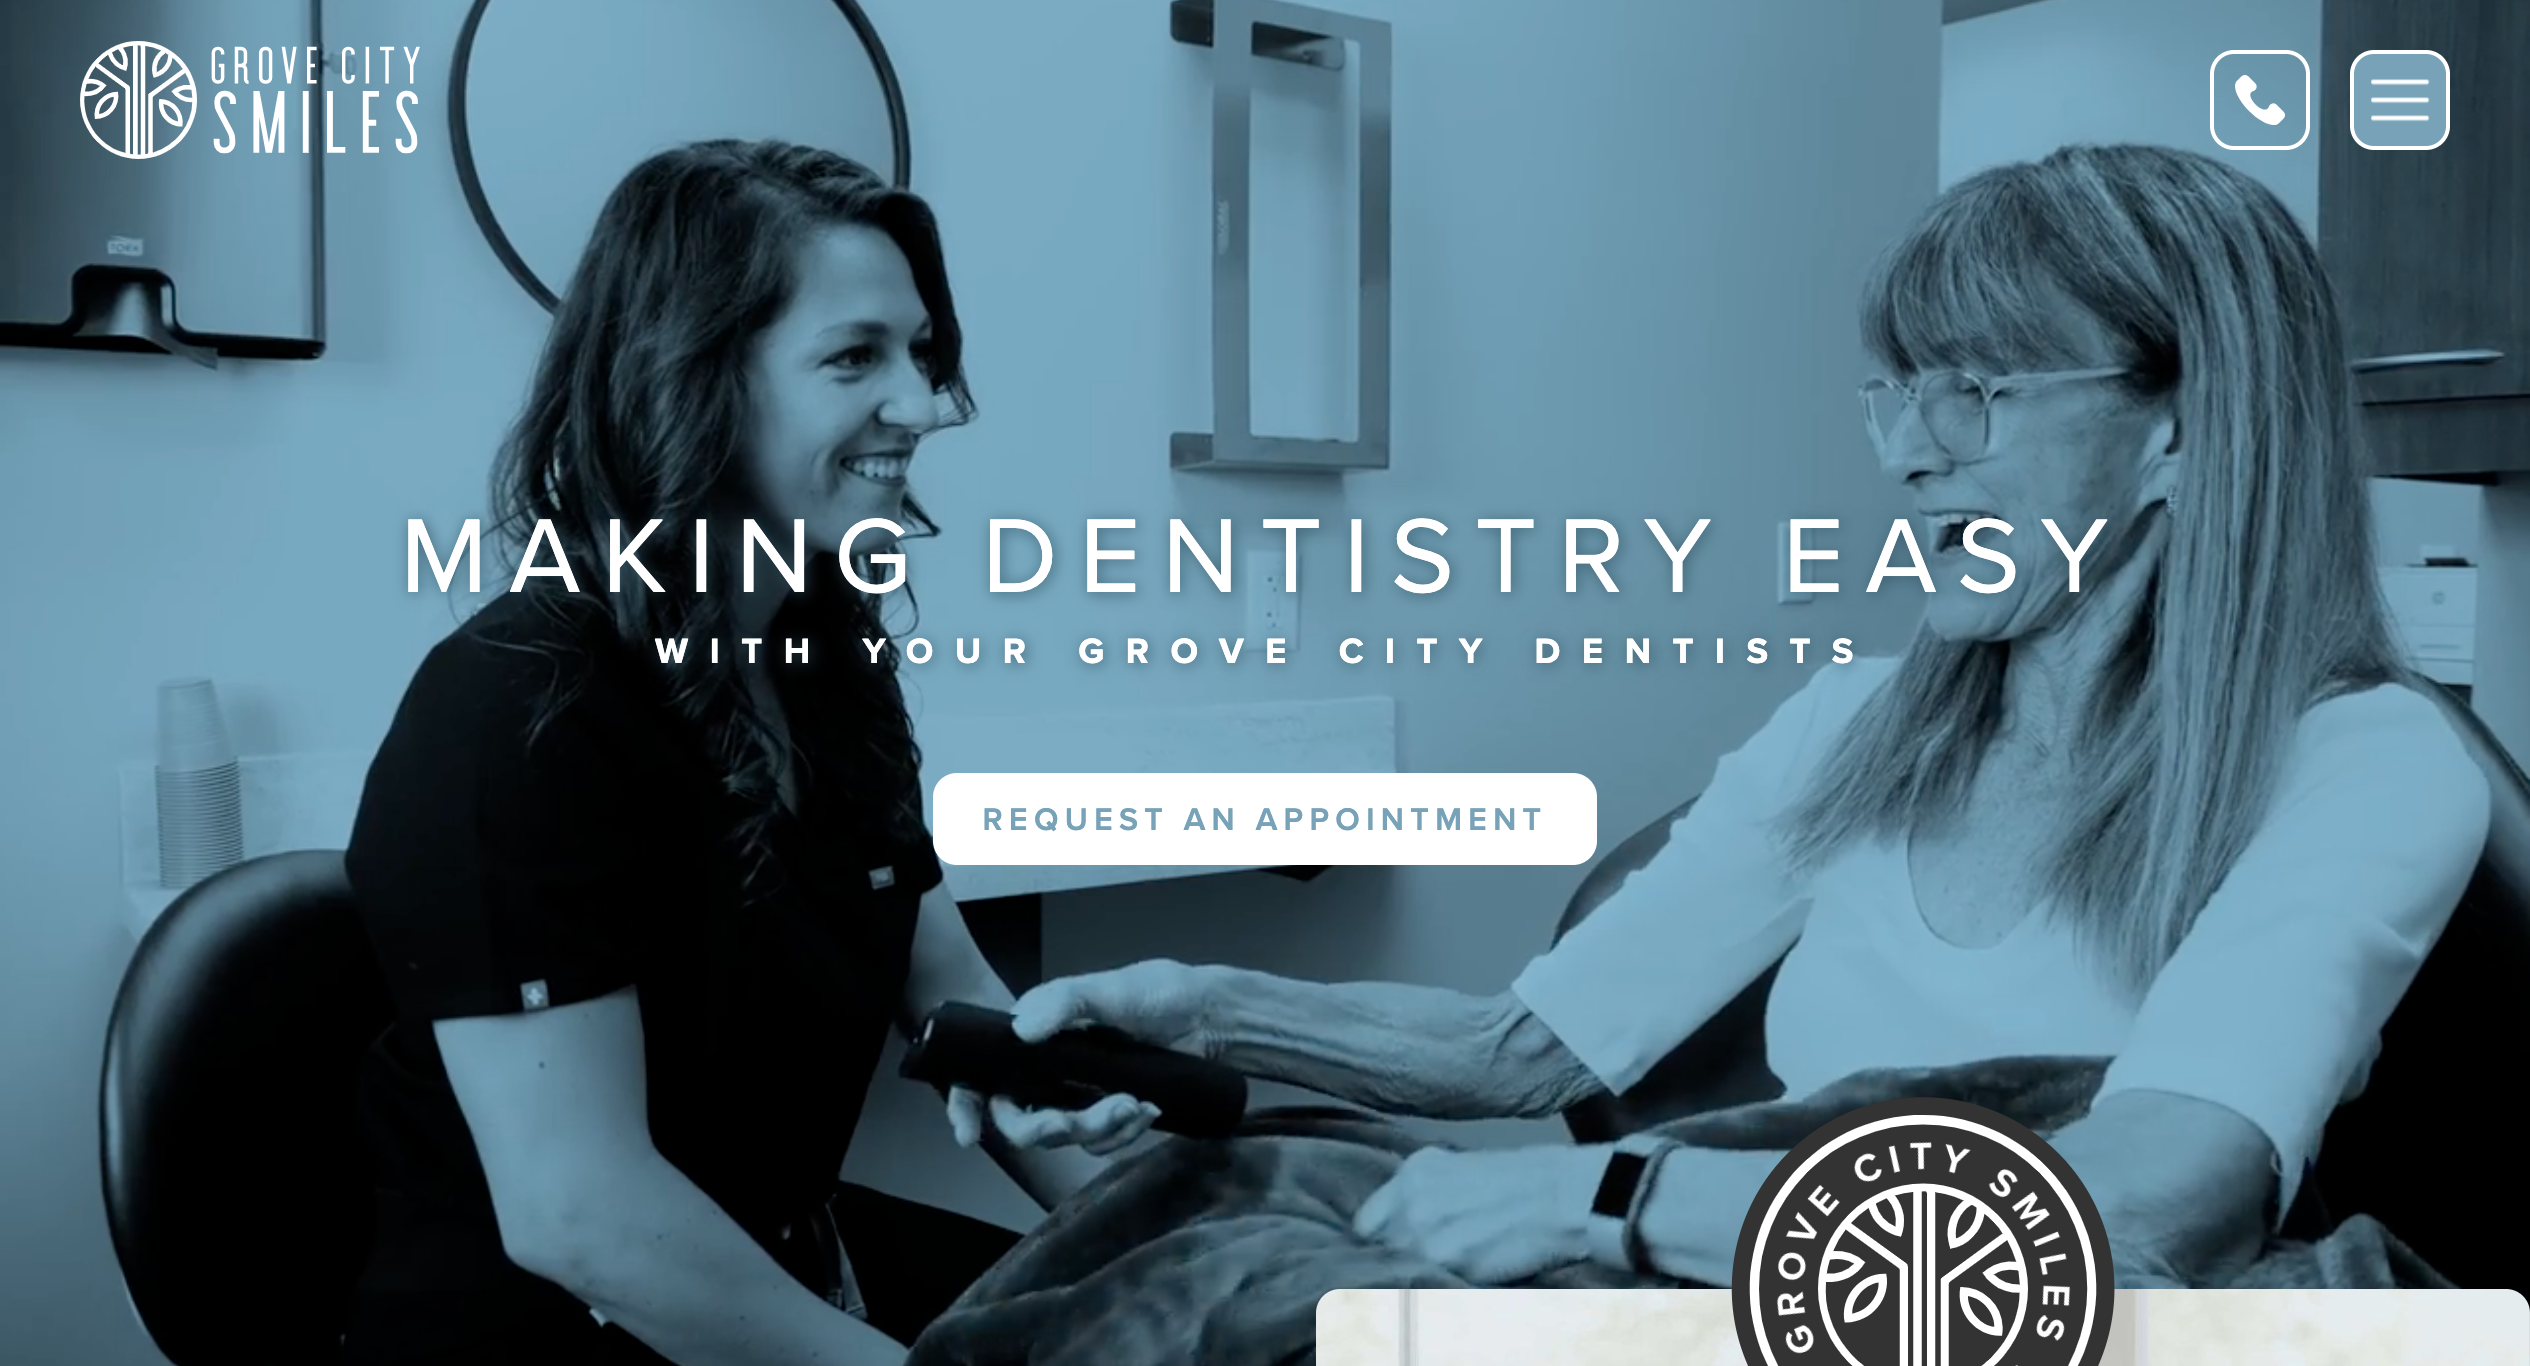 GROVE CITY
SMILES
MAKING DENTISTRY EASY
WITH YOUR GROVE CITY DENTISTS
REQUEST AN APPOINTMENT
GROVE CITY SMILES